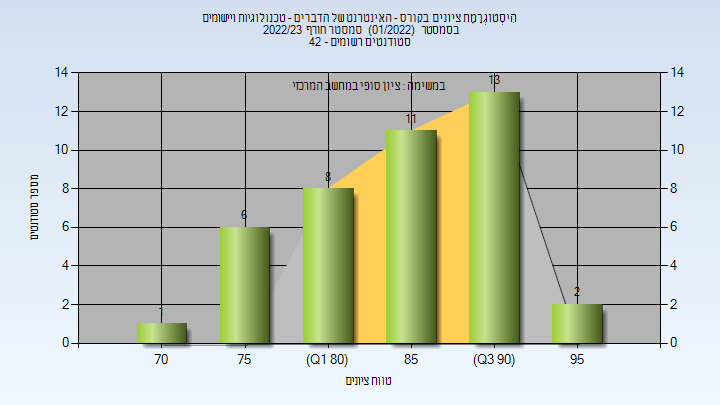 הִיסטוֹגְרָמַת ציונים בקורס - האינטרנט של הדברים - טכנולוגיות ויישומים
בסמסטר (01/2022) סמסטר חורף 2022/23
סטודנטים רשומים - 42
במשימה : ציון סופי במחשב המרכזי
14 14
12 12
10 10
8 8
6 6
4 4
2 2
0 0
1 6 8 11 13 2
מספר סטודנטים
70 75 (Q1 80) 85 (Q3 90) 95
טווח ציונים